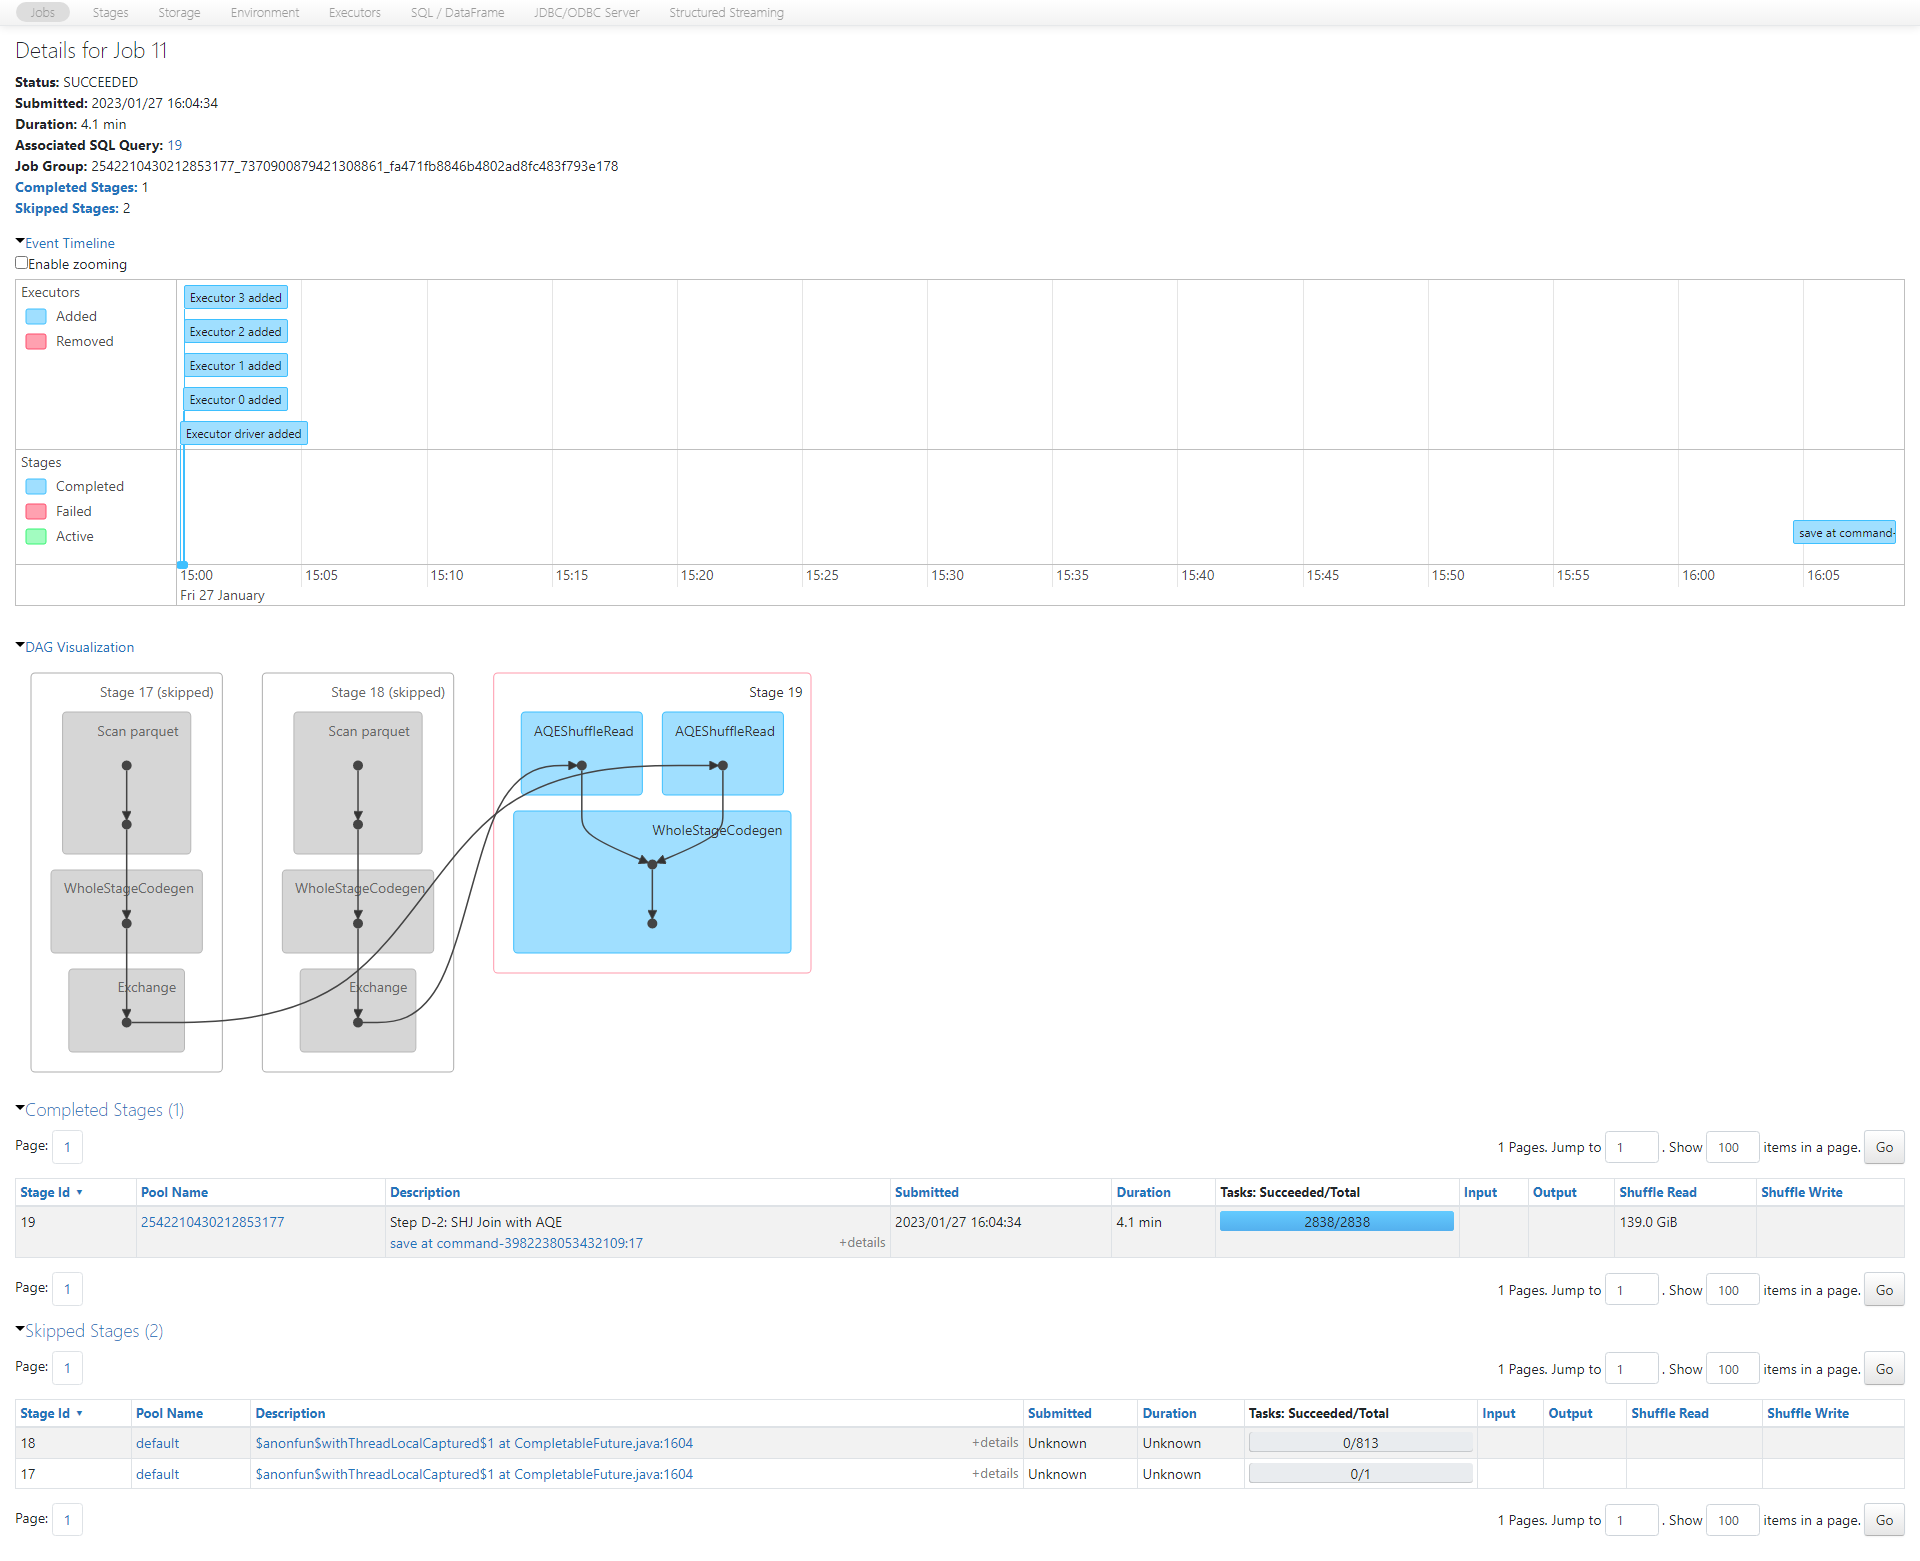 Jobs Stages Storage Environment Executors SQL / DataFrame JDBC/ODBC Server Structured Streaming
Details for Job 11
Status: SUCCEEDED
Submitted: 2023/01/27 16:04:34
Duration: 4.1 min
Associated SQL Query: 19
Job Group: 2542210430212853177_7370900879421308861_fa471fb8846b4802ad8fc483f793e178
Completed Stages: 1
Skipped Stages: 2
Event Timeline
Enable zooming
Executors
Added
Removed
Executor 3 added
Executor 2 added
Executor 1 added
Executor 0 added
Executor driver added
Stages
Completed
Failed
Active
save at command-
15:00 15:05 15:10 15:15 15:20 15:25 15:30 15:35 15:40 15:45 15:50 15:55 16:00 16:05
Fri 27 January
DAG Visualization
Stage 17 (skipped)
Scan parquet
WholeStageCodegen
Exchange
Stage 18 (skipped)
Scan parquet
WholeStageCodegen
Exchange
Stage 19
AQEShuffleRead AQEShuffleRead
WholeStageCodegen
Completed Stages (1)
Page: 1 1 Pages. Jump to 1 . Show 100 items in a page. Go
Stage Id Pool Name Description Submitted Duration Tasks: Succeeded/Total Input Output Shuffle Read Shuffle Write
19 2542210430212853177 Step D-2: SHJ Join with AQE 2023/01/27 16:04:34 4.1 min 2838/2838 139.0 GiB
save at command-3982238053432109:17 +details
Page: 1 1 Pages. Jump to 1 . Show 100 items in a page. Go
Skipped Stages (2)
Page: 1 1 Pages. Jump to 1 . Show 100 items in a page. Go
Stage Id Pool Name Description Submitted Duration Tasks: Succeeded/Total Input Output Shuffle Read Shuffle Write
18 default $anonfun$withThreadLocalCaptured$1 at CompletableFuture.java:1604 +details Unknown Unknown 0/813
17 default $anonfun$withThreadLocalCaptured$1 at CompletableFuture.java:1604 +details Unknown Unknown 0/1
Page: 1 1 Pages. Jump to 1 . Show 100 items in a page. Go